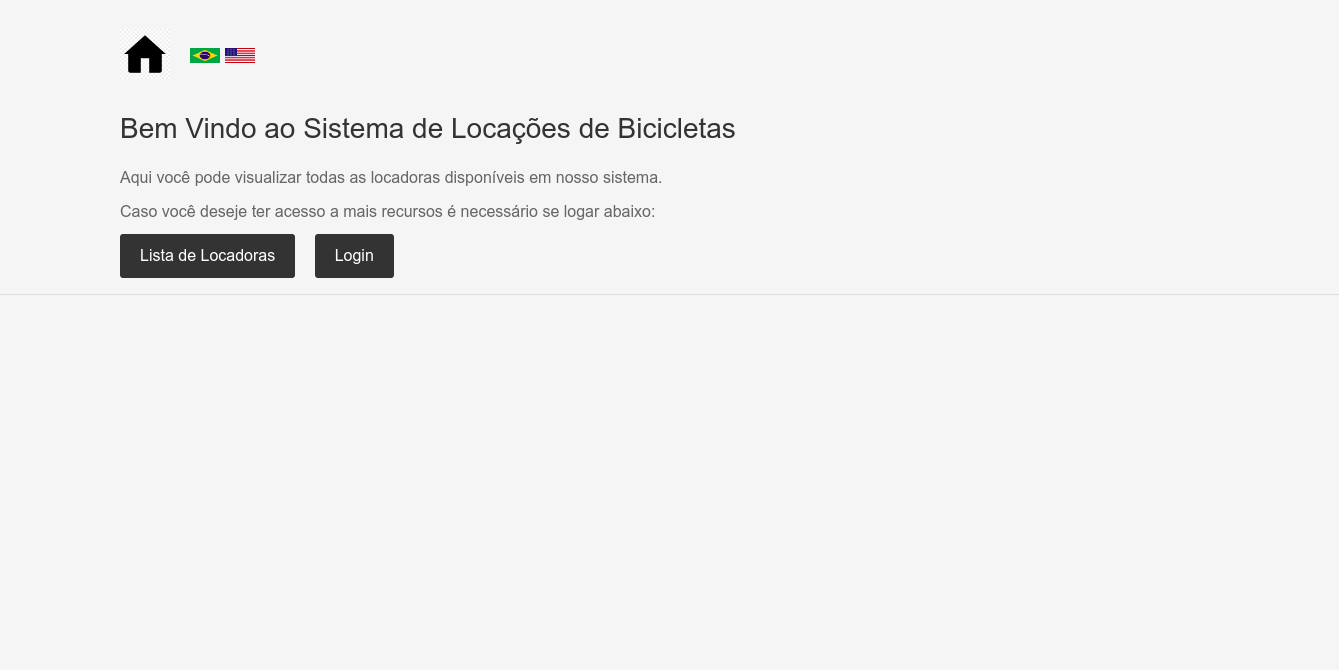 Bem Vindo ao Sistema de Locações de Bicicletas
Aqui você pode visualizar todas as locadoras disponíveis em nosso sistema.
Caso você deseje ter acesso a mais recursos é necessário se logar abaixo:
Lista de Locadoras
Login